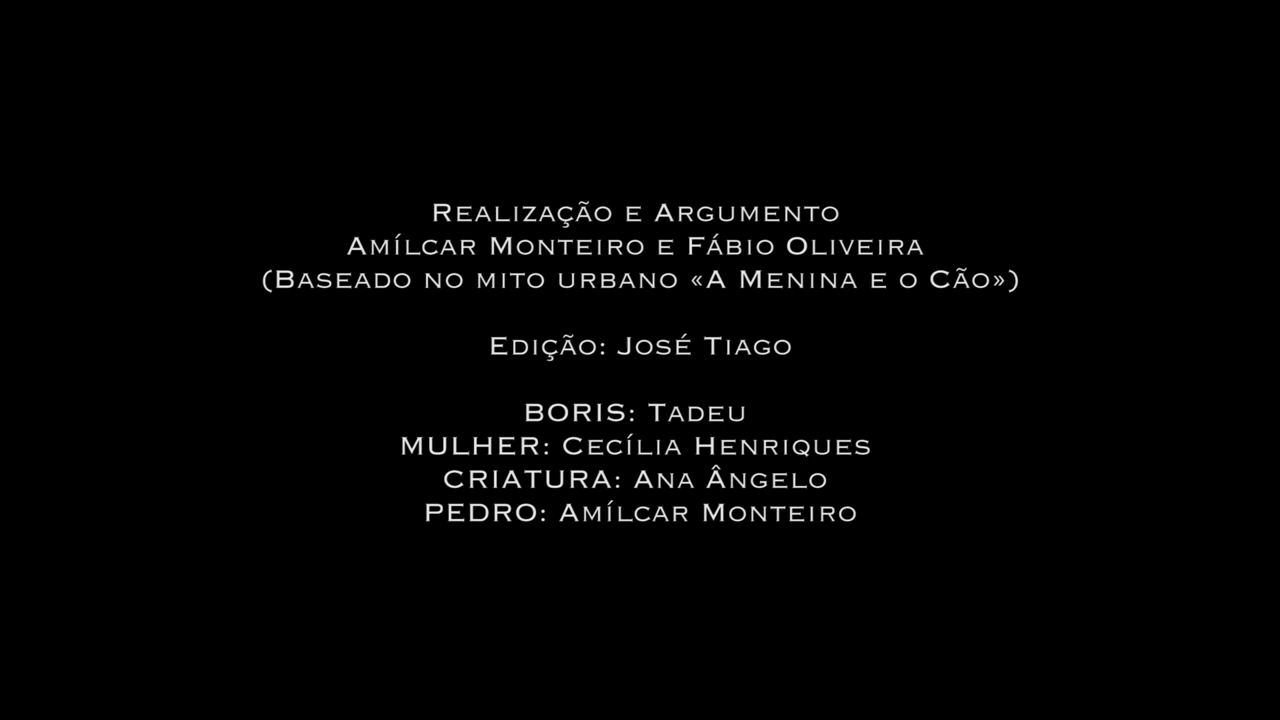 Realização e Argumento
Amílcar Monteiro e Fábio Oliveira
(Baseado no mito urbano «A Menina e o Cão»)
Edição: José Tiago
BORIS: Tadeu
MULHER: Cecília Henriques
CRIATURA: Ana Ângelo
PEDRO: Amílcar Monteiro